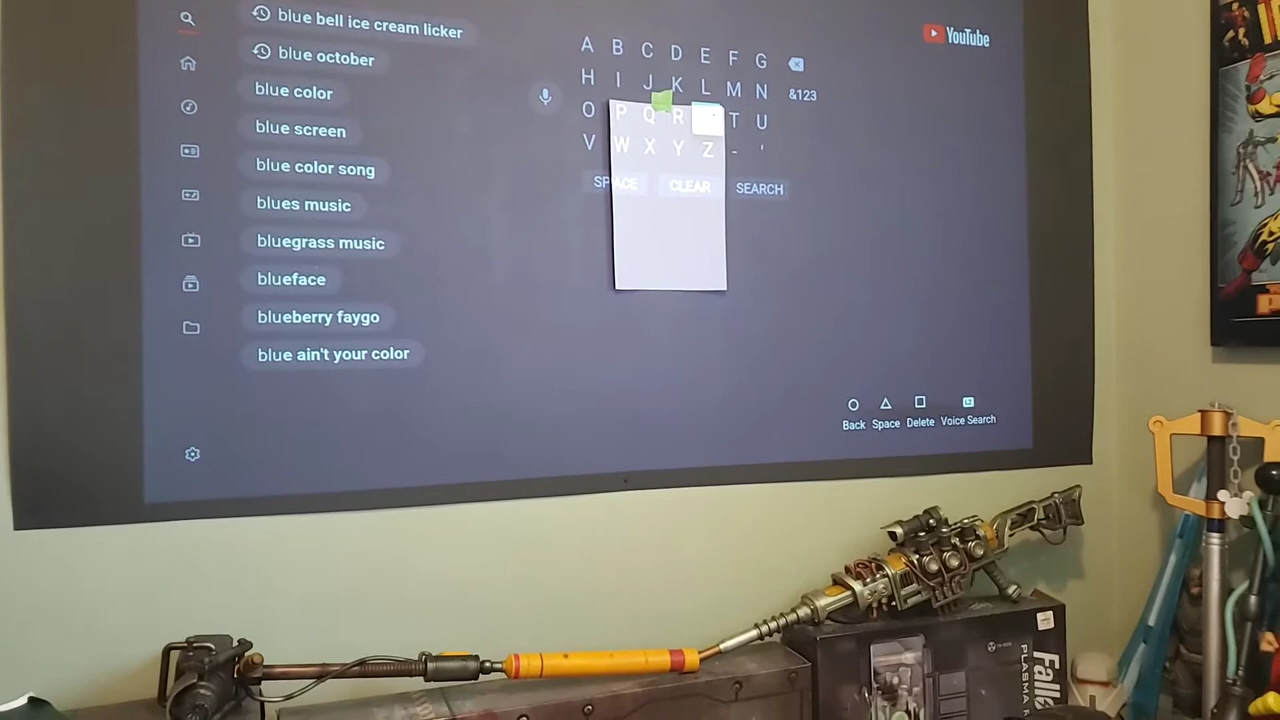 blue bell ice cream licker
blue october
blue color
blue screen
blue color song
blues music
bluegrass music
blueface
blueberry faygo
blue ain't your color
A B C D E F G
H I J K L M N &123
O P Q R T U
V W X Y Z - '
SPACE CLEAR SEARCH
YouTube
Back Space Delete Voice Search
PLASMA